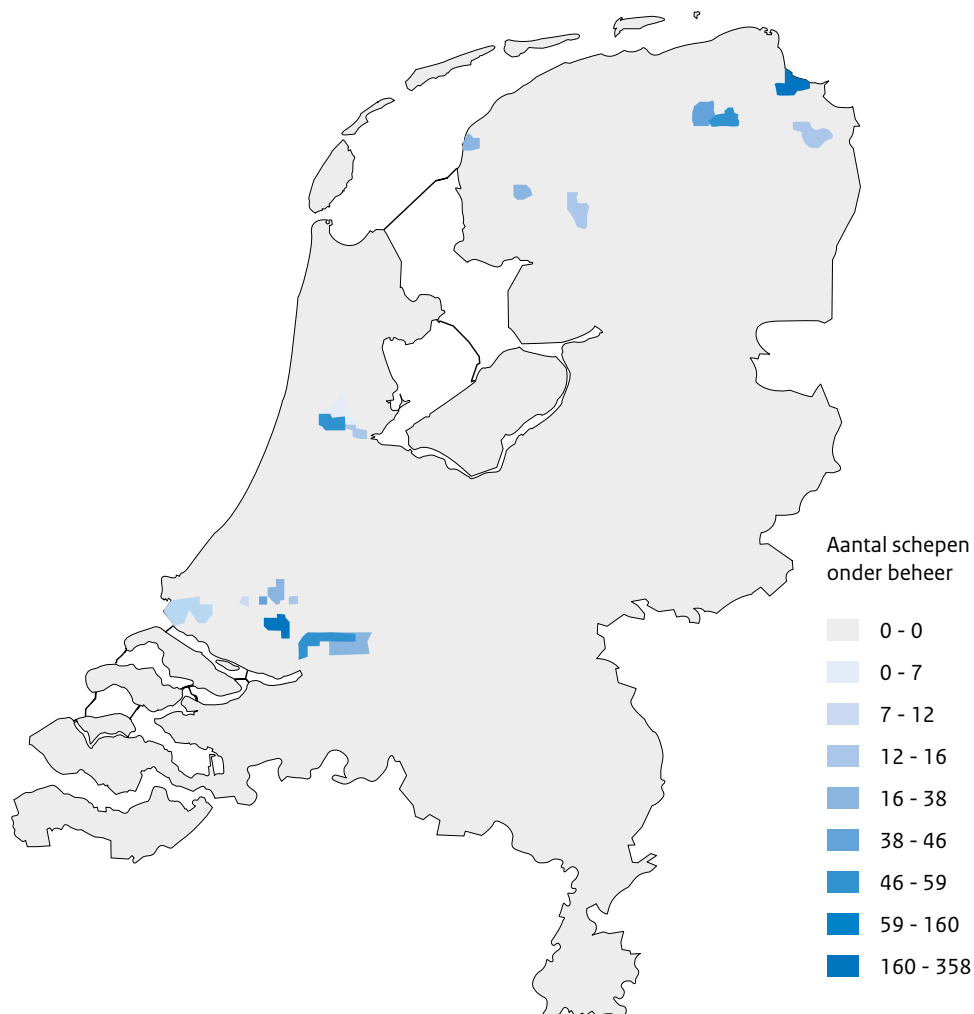 Aantal schepen
onder beheer
0 - 0
0 - 7
7 - 12
12 - 16
16 - 38
38 - 46
46 - 59
59 - 160
160 - 358